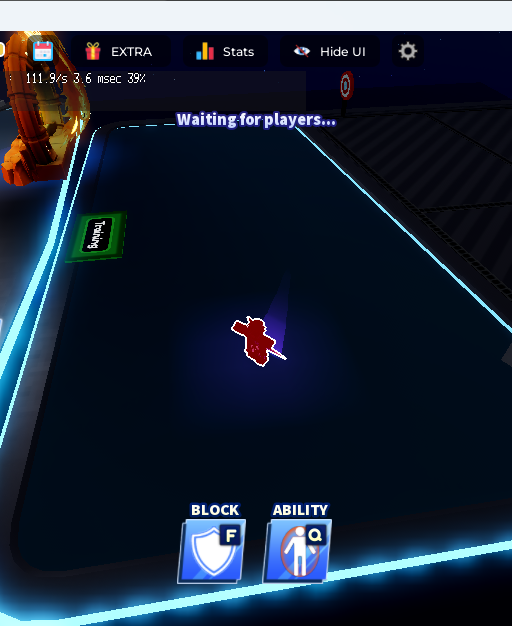 EXTRA
Stats
Hide UI
111.9/s 3.6 msec 39%
Waiting for players...
Training
BLOCK
ABILITY
F
Q